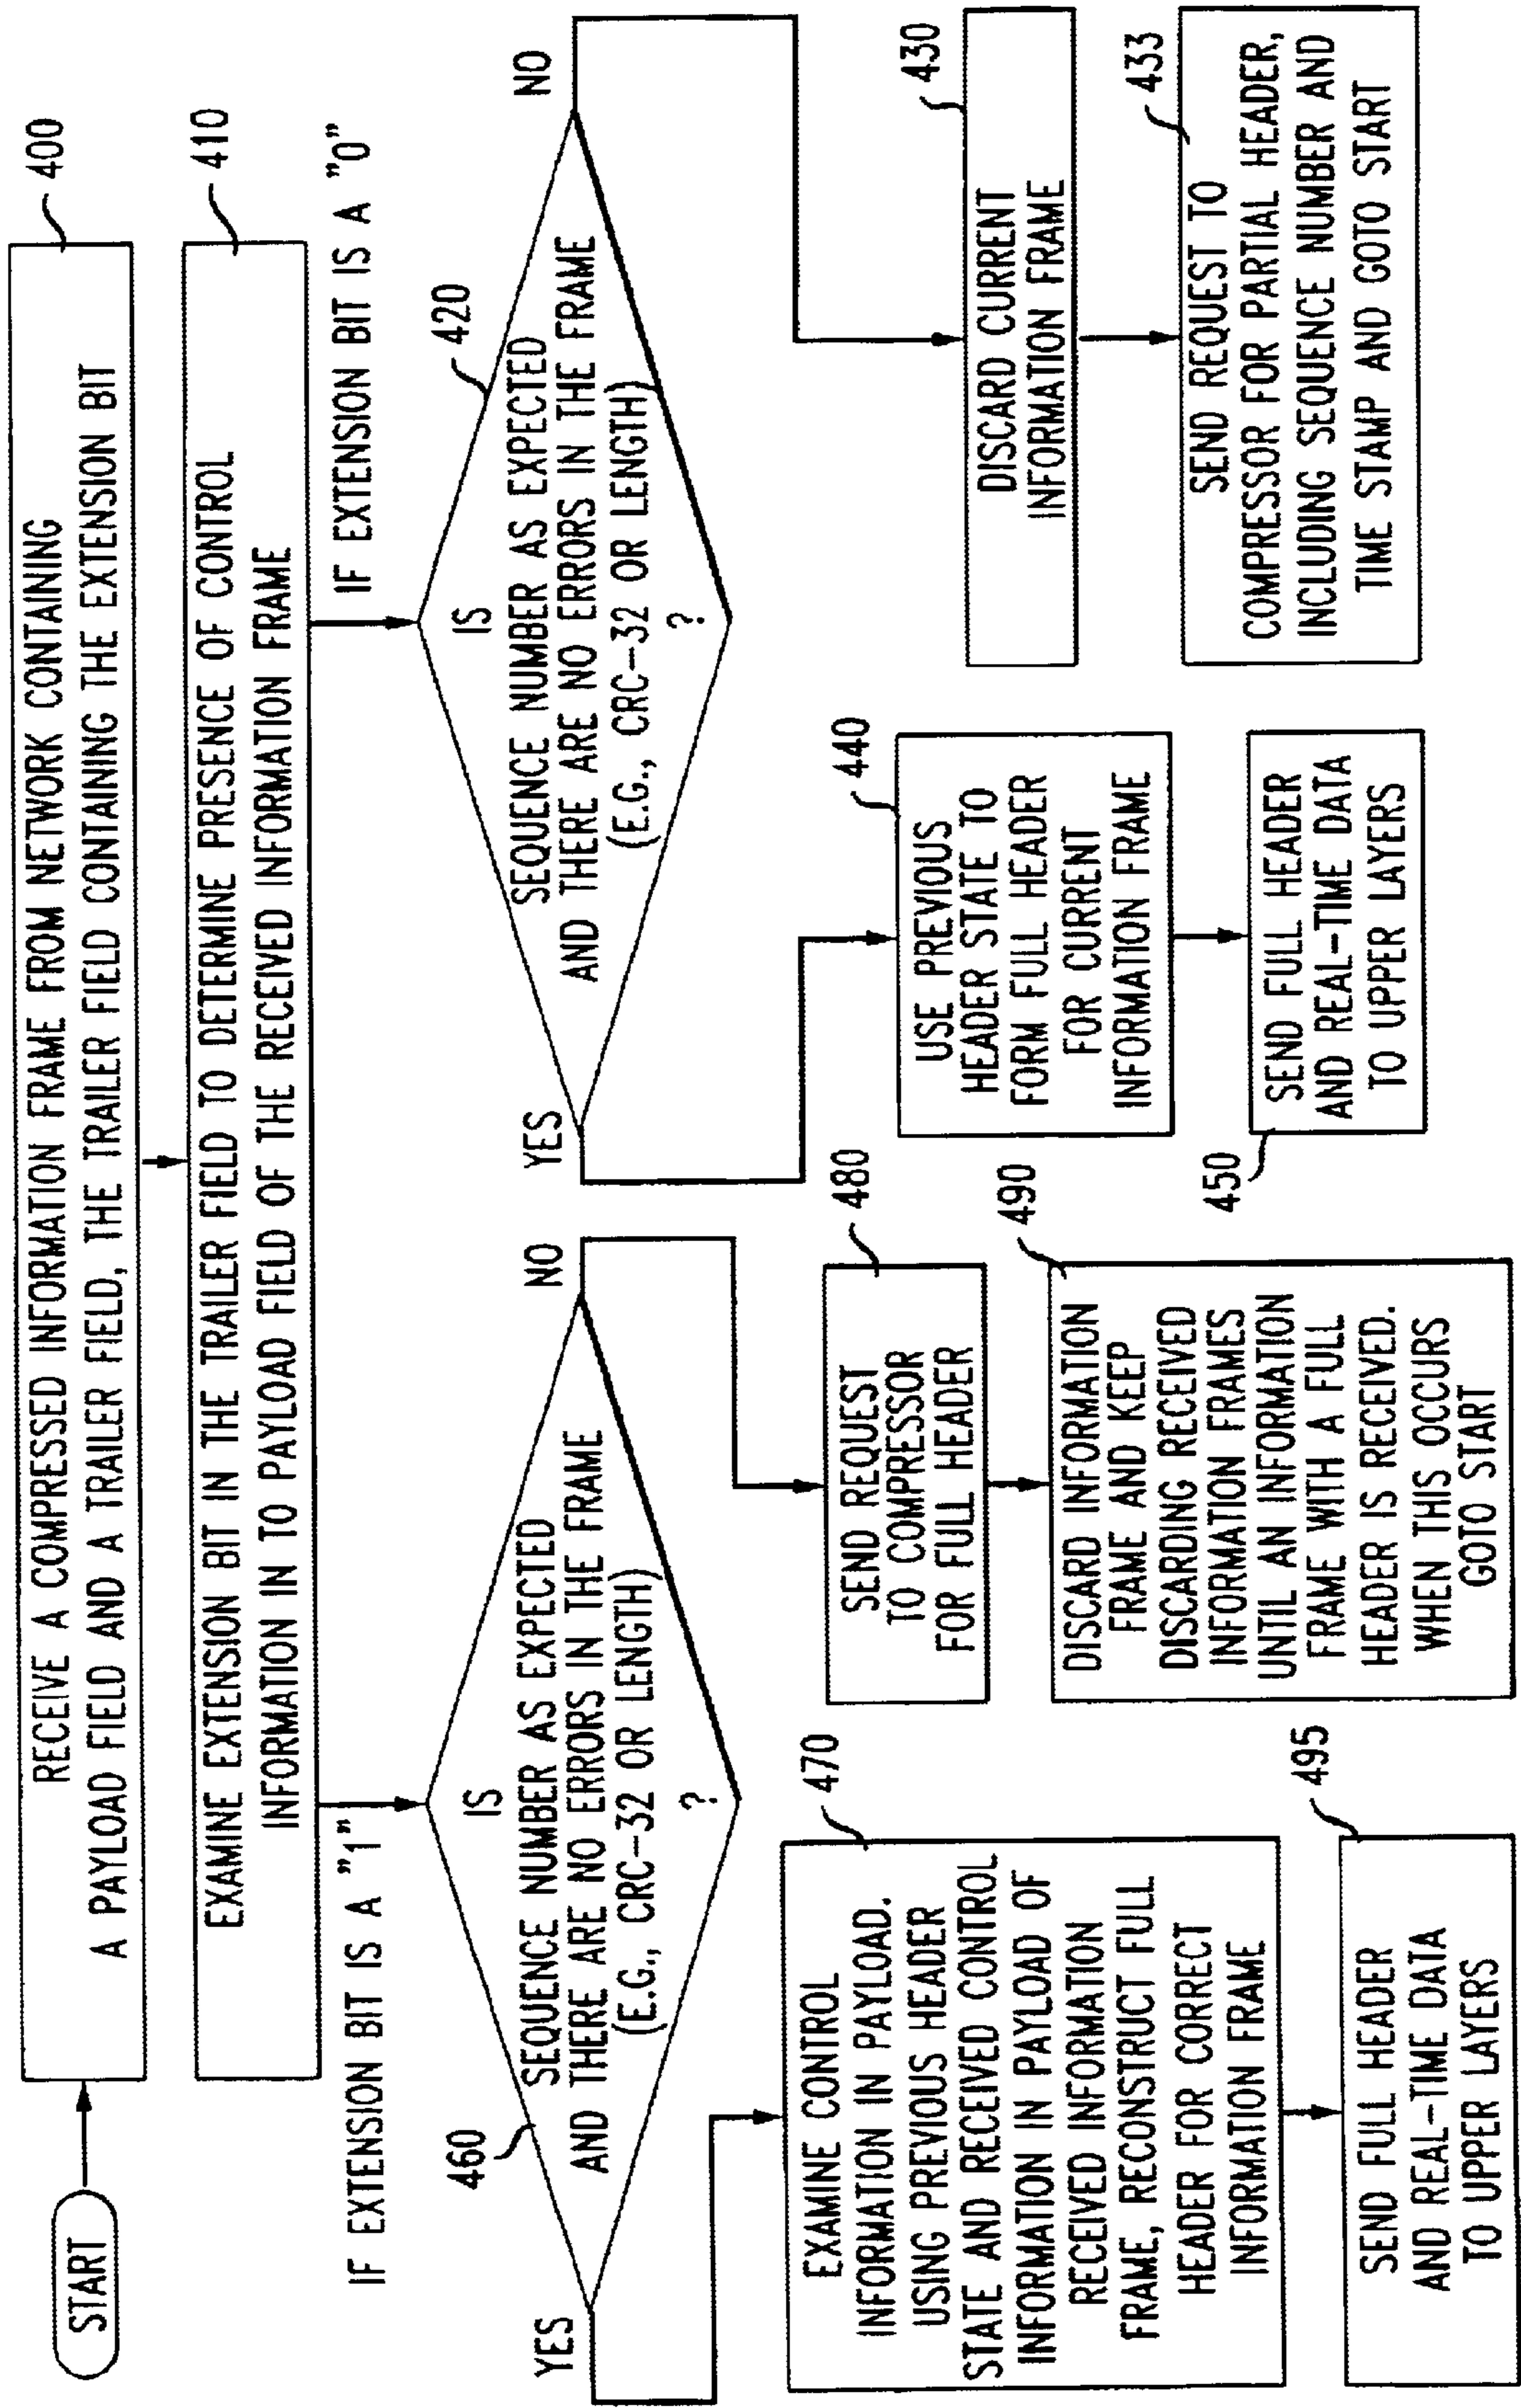 START
RECEIVE A COMPRESSED INFORMATION FRAME FROM NETWORK CONTAINING
A PAYLOAD FIELD AND A TRAILER FIELD, THE TRAILER FIELD CONTAINING THE EXTENSION BIT
400
EXAMINE EXTENSION BIT IN THE TRAILER FIELD TO DETERMINE PRESENCE OF CONTROL
INFORMATION IN TO PAYLOAD FIELD OF THE RECEIVED INFORMATION FRAME
410
IF EXTENSION BIT IS A "1"
IF EXTENSION BIT IS A "0"
460
IS
SEQUENCE NUMBER AS EXPECTED
AND THERE ARE NO ERRORS IN THE FRAME
(E.G., CRC-32 OR LENGTH)
?
YES
NO
420
IS
SEQUENCE NUMBER AS EXPECTED
AND THERE ARE NO ERRORS IN THE FRAME
(E.G., CRC-32 OR LENGTH)
?
YES
NO
470
EXAMINE CONTROL
INFORMATION IN PAYLOAD.
USING PREVIOUS HEADER
STATE AND RECEIVED CONTROL
INFORMATION IN PAYLOAD OF
RECEIVED INFORMATION
FRAME, RECONSTRUCT FULL
HEADER FOR CORRECT
INFORMATION FRAME
495
SEND FULL HEADER
AND REAL-TIME DATA
TO UPPER LAYERS
480
SEND REQUEST
TO COMPRESSOR
FOR FULL HEADER
490
DISCARD INFORMATION
FRAME AND KEEP
DISCARDING RECEIVED
INFORMATION FRAMES
UNTIL AN INFORMATION
FRAME WITH A FULL
HEADER IS RECEIVED.
WHEN THIS OCCURS
GOTO START
440
USE PREVIOUS
HEADER STATE TO
FORM FULL HEADER
FOR CURRENT
INFORMATION FRAME
450
SEND FULL HEADER
AND REAL-TIME DATA
TO UPPER LAYERS
430
DISCARD CURRENT
INFORMATION FRAME
433
SEND REQUEST TO
COMPRESSOR FOR PARTIAL HEADER,
INCLUDING SEQUENCE NUMBER AND
TIME STAMP AND GOTO START